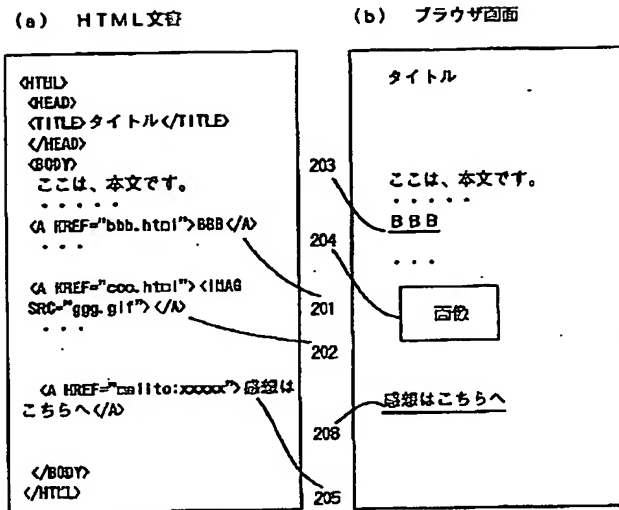 (a) HTML文書
<HTML>
<HEAD>
<TITLE>タイトル</TITLE>
</HEAD>
<BODY>
ここは、本文です。
・・・・・
<A HREF="bbb.html">BBB</A>
・・・
<A HREF="ccc.html"><IMAG
SRC="ggg.gif"></A>
・・・
<A HREF="mailto:xxxxx">感想は
こちらへ</A>
</BODY>
</HTML>
203
204
201
202
208
205
(b) ブラウザ画面
タイトル
ここは、本文です。
・・・・・
BBB
・・・
画像
感想はこちらへ